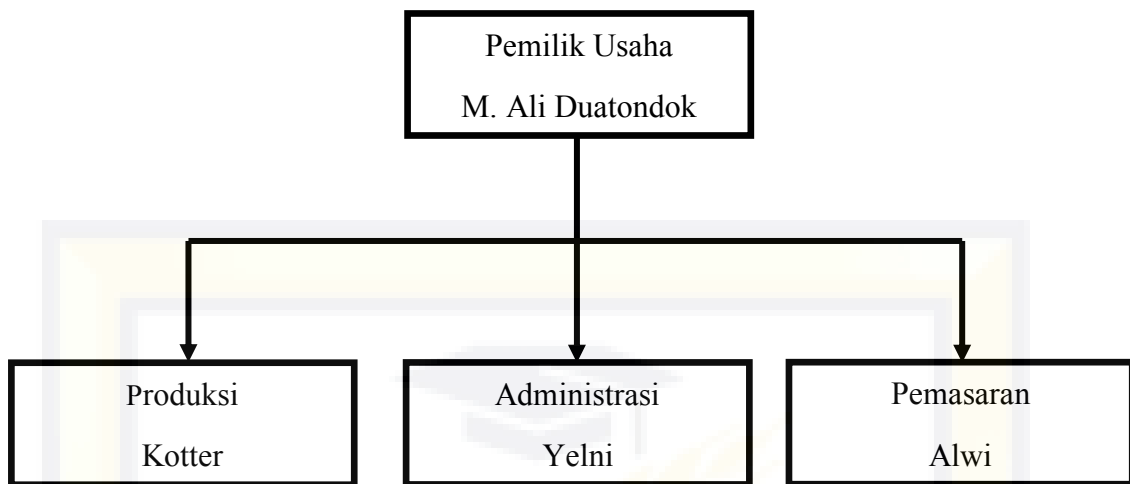 Pemilik Usaha
M. Ali Duatondok
Produksi
Kotter
Administrasi
Yelni
Pemasaran
Alwi